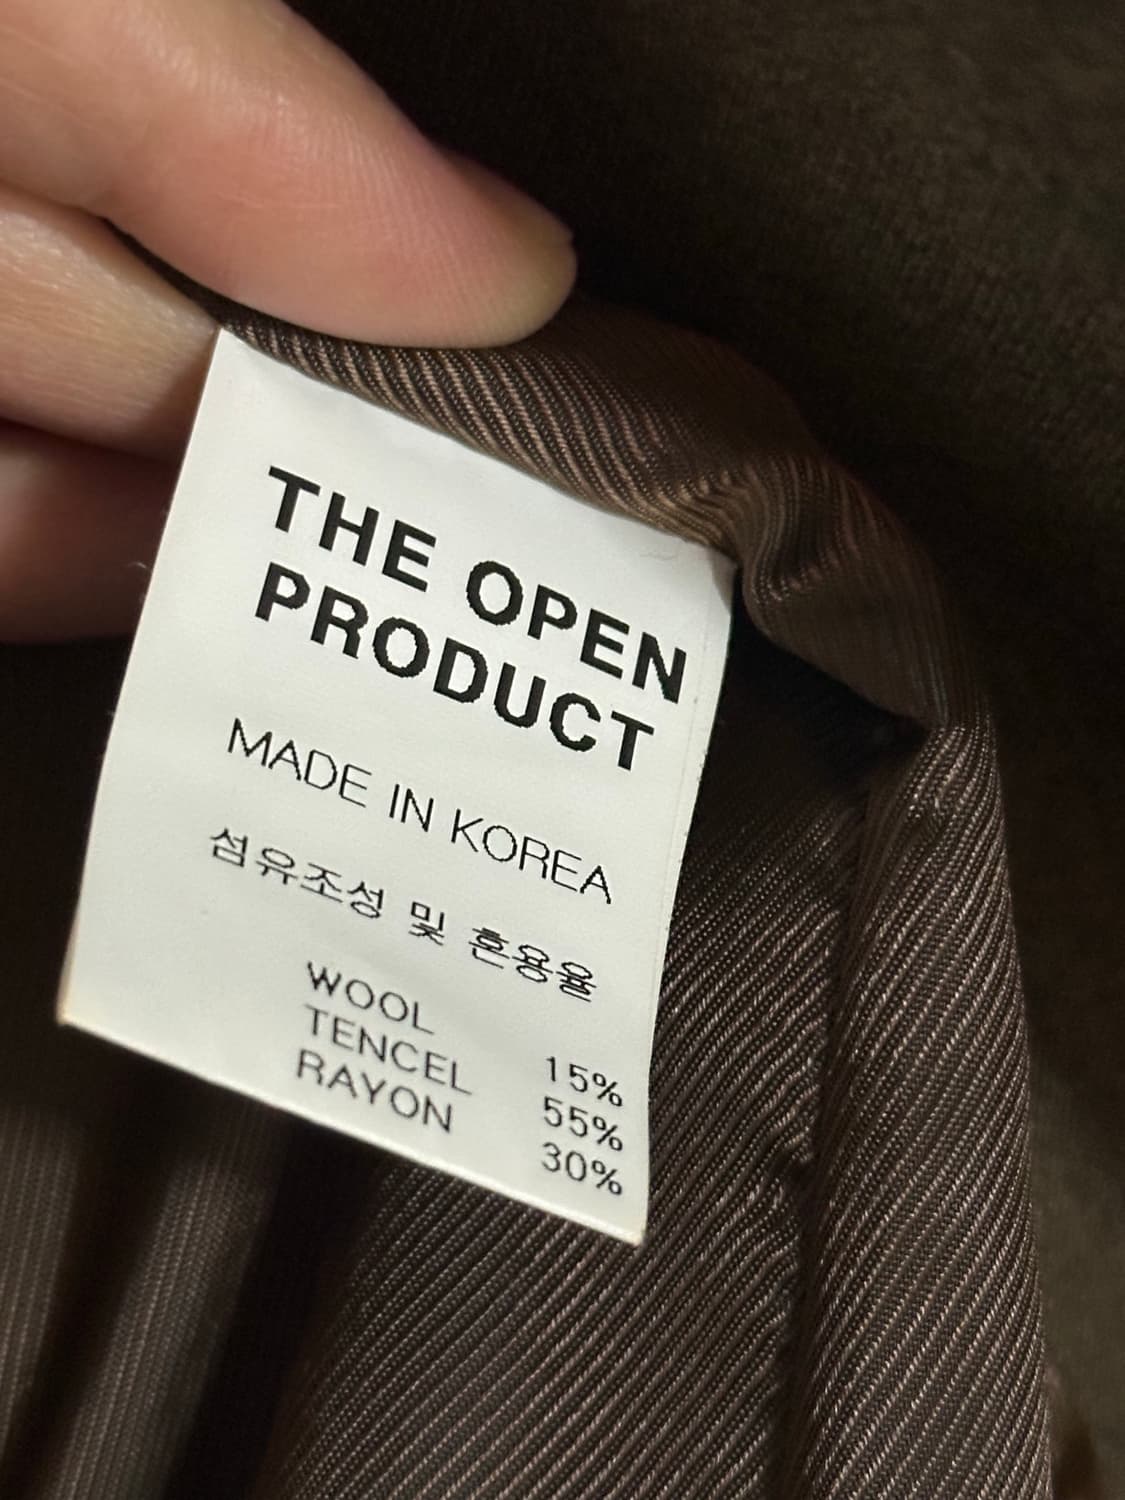 THE OPEN
PRODUCT
MADE IN KOREA
섬유조성 및 혼용율
WOOL 15%
TENCEL 55%
RAYON 30%